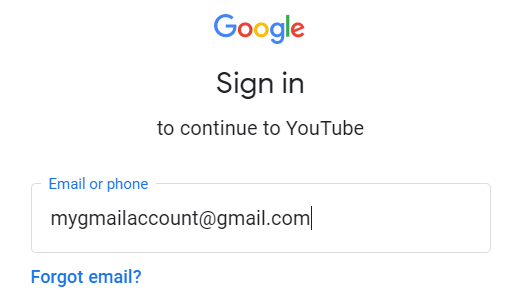 Google
Sign in
to continue to YouTube
Email or phone
mygmailaccount@gmail.com
Forgot email?